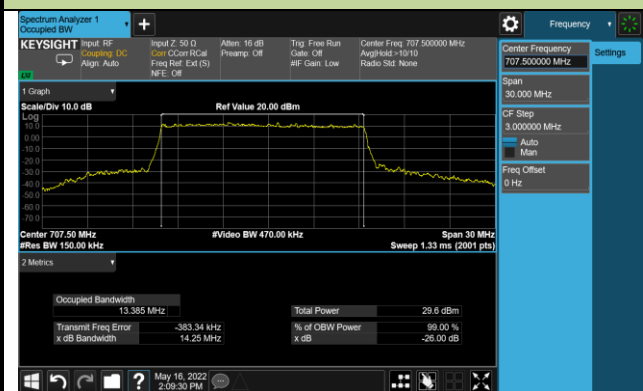 Spectrum Analyzer 1
Occupied BW
+
Frequency
KEYSIGHT
Input: RF
Coupling: DC
Align: Auto
Input Z: 50 Ω
Corr CCorr RCal
Freq Ref: Ext (S)
NFE: Off
Atten: 16 dB
Preamp: Off
Trig: Free Run
Gate: Off
#IF Gain: Low
Center Freq: 707.500000 MHz
Avg|Hold:>10/10
Radio Std: None
Center Frequency
707.500000 MHz
Settings
Span
30.000 MHz
CF Step
3.000000 MHz
Auto
Man
Freq Offset
0 Hz
1 Graph
Scale/Div 10.0 dB
Ref Value 20.00 dBm
Log
10.0
0.00
-10.0
-20.0
-30.0
-40.0
-50.0
-60.0
-70.0
Center 707.50 MHz
#Video BW 470.00 kHz
Span 30 MHz
#Res BW 150.00 kHz
Sweep 1.33 ms (2001 pts)
2 Metrics
Occupied Bandwidth
13.385 MHz
Total Power
29.6 dBm
Transmit Freq Error
-383.34 kHz
% of OBW Power
99.00 %
x dB Bandwidth
14.25 MHz
x dB
-26.00 dB
?
May 16, 2022
2:09:30 PM